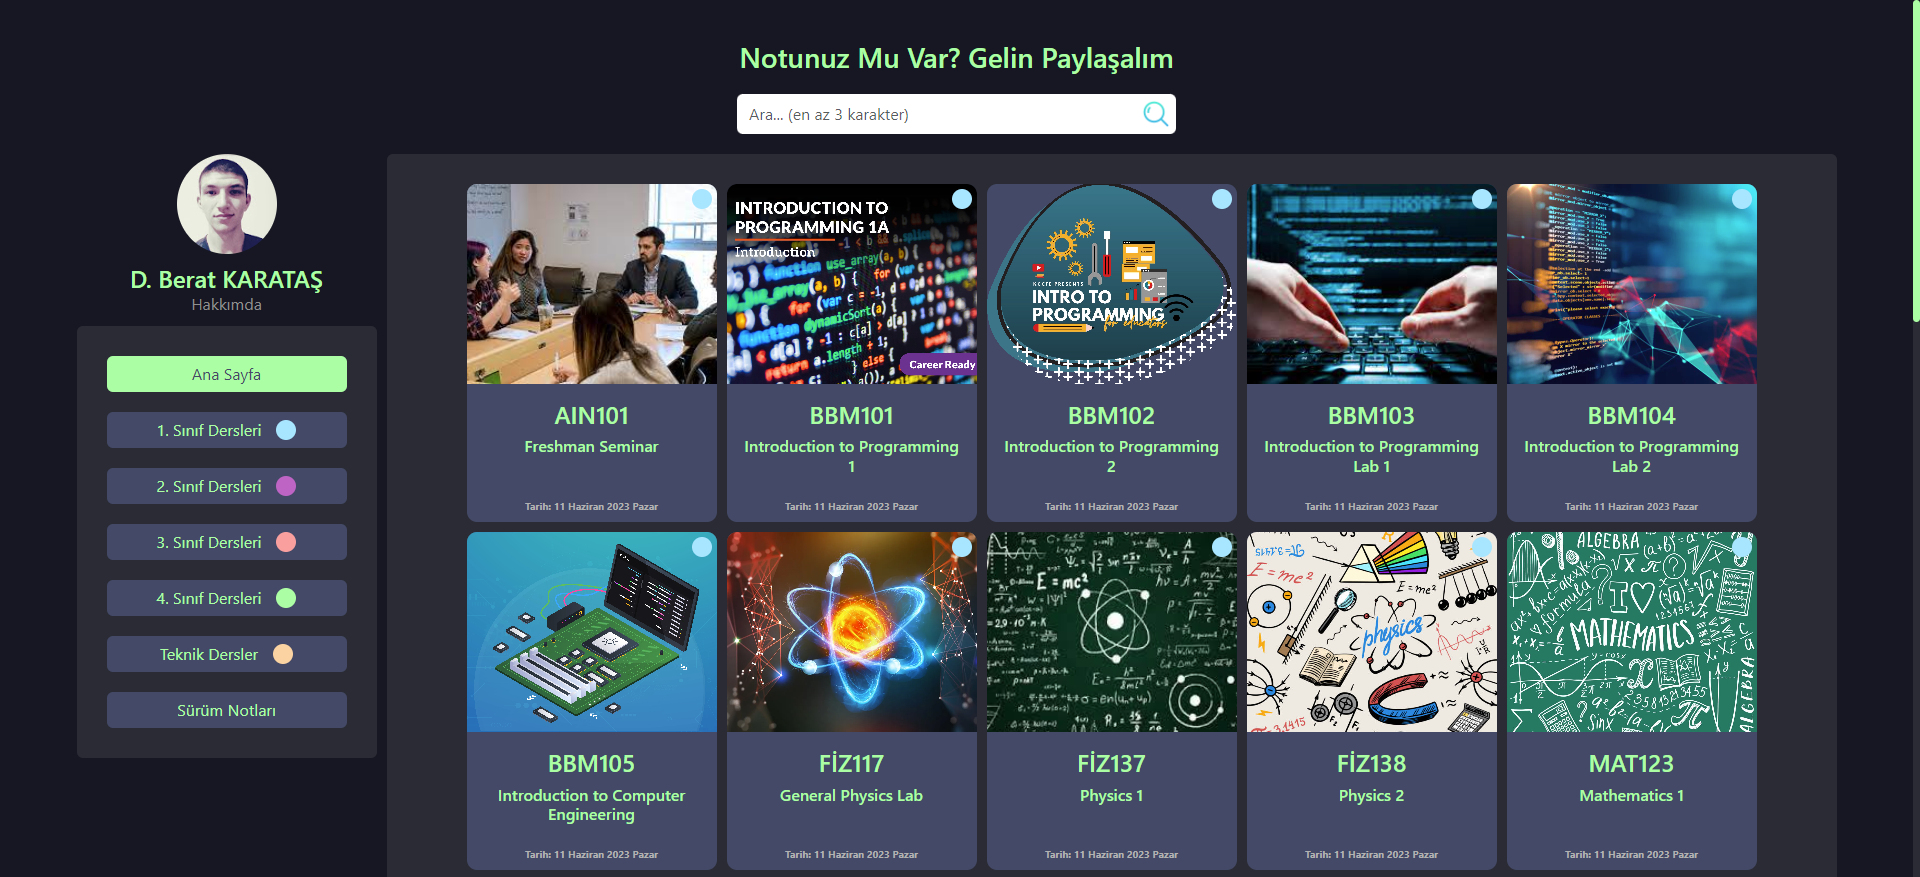 Notunuz Mu Var? Gelin Paylaşalım
Ara... (en az 3 karakter)
D. Berat KARATAŞ
Hakkımda
Ana Sayfa
1. Sınıf Dersleri
2. Sınıf Dersleri
3. Sınıf Dersleri
4. Sınıf Dersleri
Teknik Dersler
Sürüm Notları
AIN101
Freshman Seminar
Tarih: 11 Haziran 2023 Pazar
INTRODUCTION TO
PROGRAMMING 1A
Introduction
Career Ready
BBM101
Introduction to Programming
1
Tarih: 11 Haziran 2023 Pazar
INTRO TO
PROGRAMMING
for educators
BBM102
Introduction to Programming
2
Tarih: 11 Haziran 2023 Pazar
BBM103
Introduction to Programming
Lab 1
Tarih: 11 Haziran 2023 Pazar
BBM104
Introduction to Programming
Lab 2
Tarih: 11 Haziran 2023 Pazar
BBM105
Introduction to Computer
Engineering
Tarih: 11 Haziran 2023 Pazar
FİZ117
General Physics Lab
Tarih: 11 Haziran 2023 Pazar
E = mc²
FİZ137
Physics 1
Tarih: 11 Haziran 2023 Pazar
E = mc²
E=mc²
physics
FİZ138
Physics 2
Tarih: 11 Haziran 2023 Pazar
ALGEBRA
formula
MATHEMATICS
ALGEBRA
MAT123
Mathematics 1
Tarih: 11 Haziran 2023 Pazar